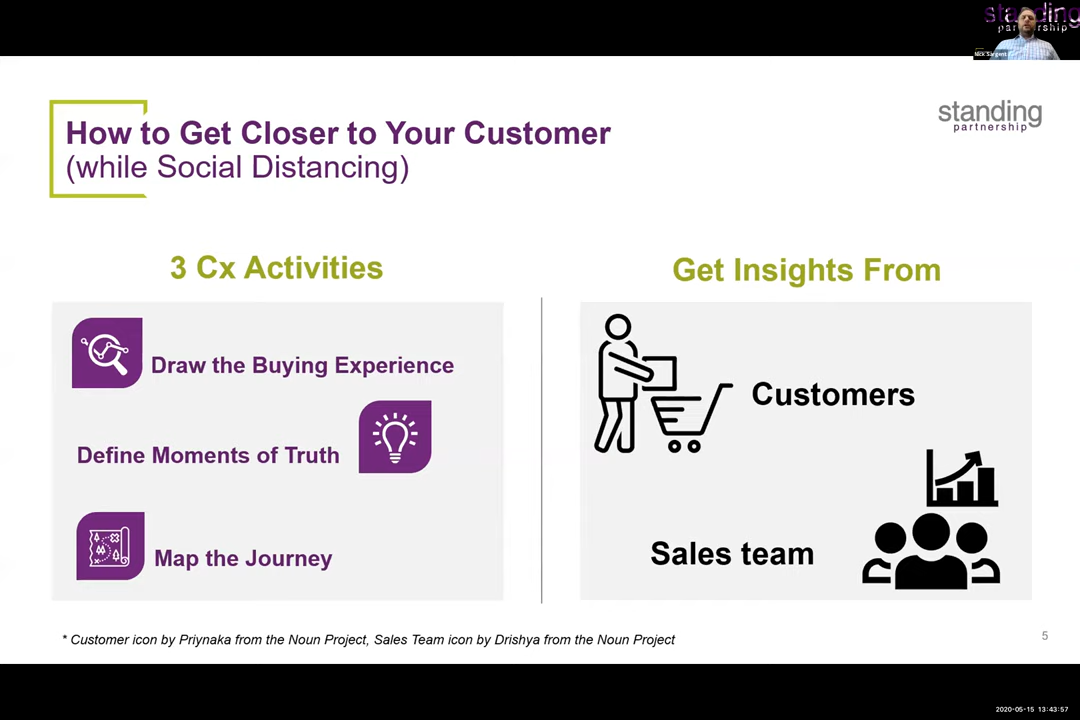 standing
partnership
Nick Sargent
How to Get Closer to Your Customer
(while Social Distancing)
standing
partnership
3 Cx Activities
Get Insights From
Draw the Buying Experience
Define Moments of Truth
Map the Journey
Customers
Sales team
* Customer icon by Priynaka from the Noun Project, Sales Team icon by Drishya from the Noun Project
5
2020-05-15 13:43:57